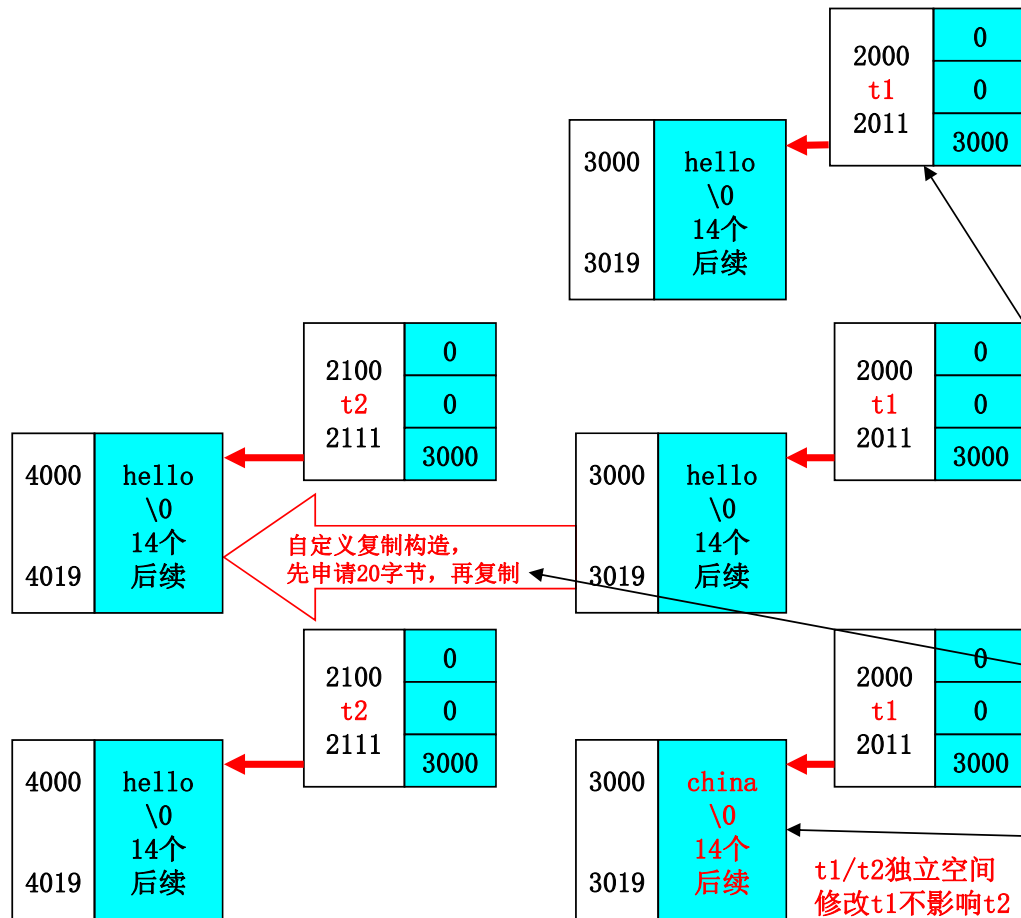 0
2000
t1
2011
0
3000
3000
hello
\0
14个
3019
后续
2100
t2
2111
0
0
3000
2000
t1
2011
0
0
3000
4000
hello
\0
14个
4019
后续
3000
hello
\0
14个
3019
后续
自定义复制构造，
先申请20字节，再复制
2100
t2
2111
0
0
3000
2000
t1
2011
0
0
3000
4000
hello
\0
14个
4019
后续
3000
china
\0
14个
3019
后续
t1/t2独立空间
修改t1不影响t2